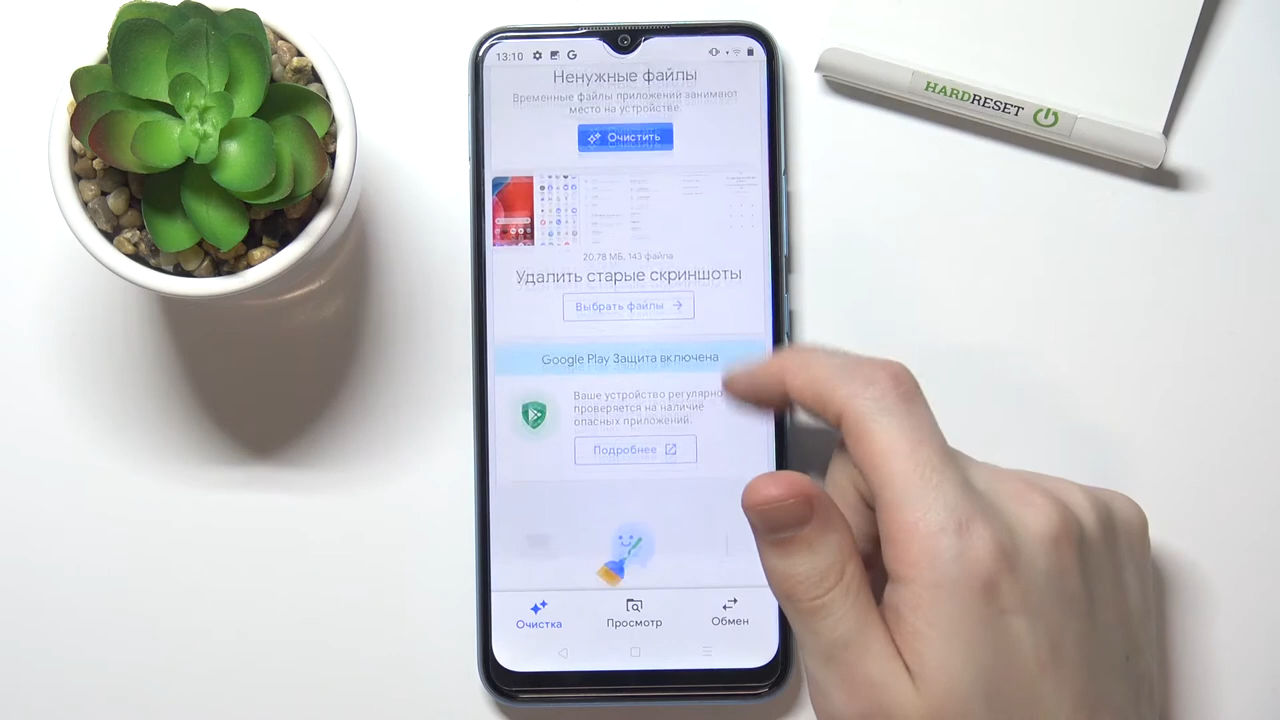 13:10
Ненужные файлы
Временные файлы приложений занимают
место на устройстве.
Очистить
20,78 МБ, 143 файла
Удалить старые скриншоты
Выбрать файлы
Google Play Защита включена
Ваше устройство регулярно
проверяется на наличие
опасных приложений.
Подробнее
Очистка
Просмотр
Обмен
HARDRESET